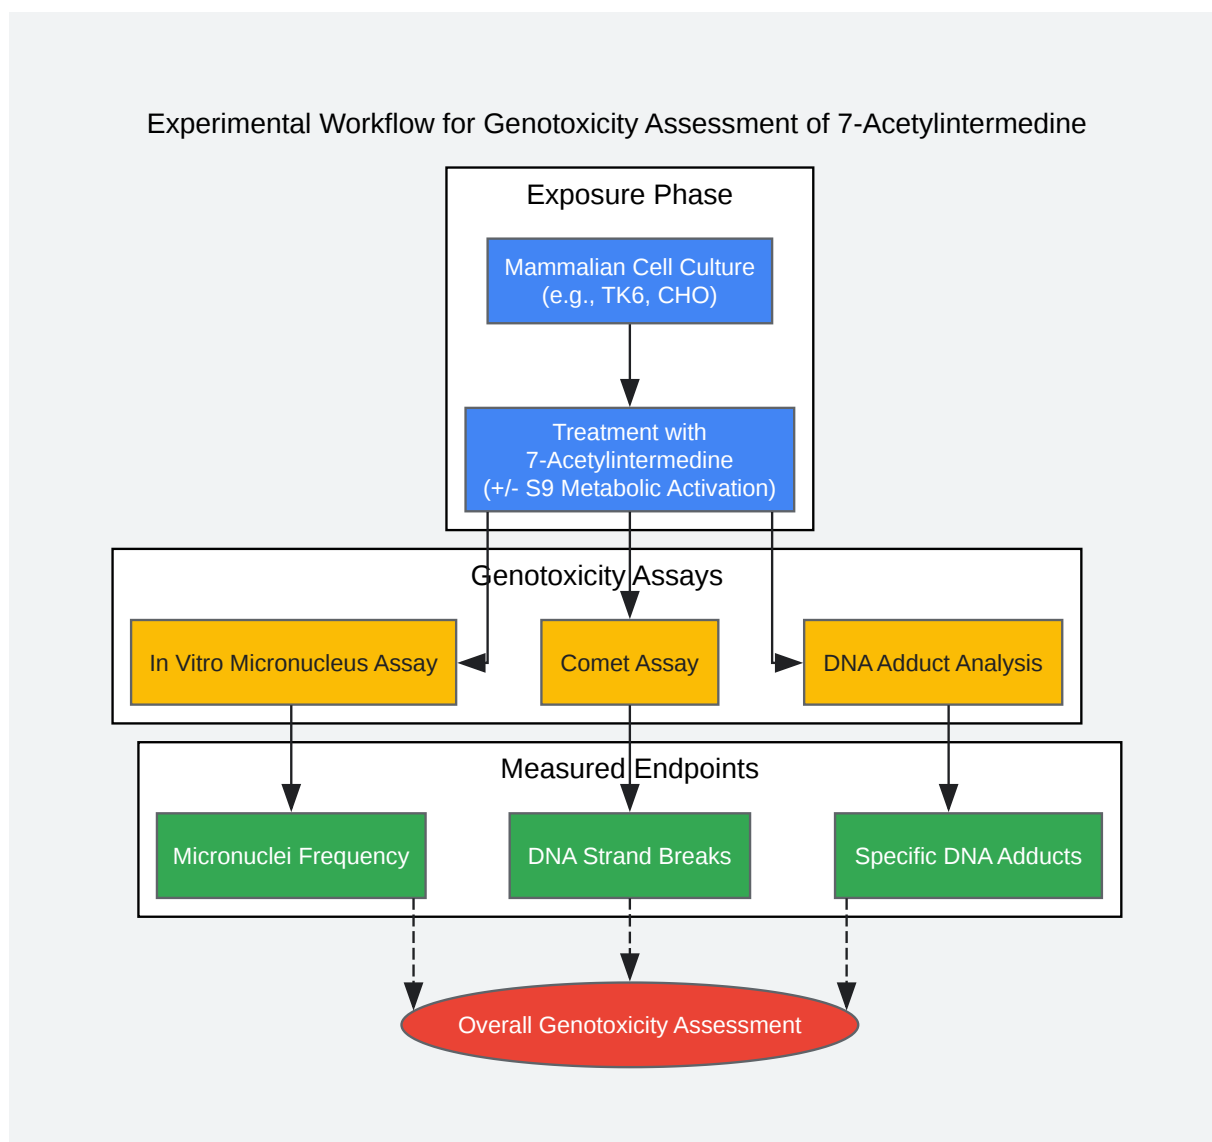 Experimental Workflow for Genotoxicity Assessment of 7-Acetylintermedine
Exposure Phase
Mammalian Cell Culture
(e.g., TK6, CHO)
Treatment with
7-Acetylintermedine
(+/- S9 Metabolic Activation)
Genotoxicity Assays
In Vitro Micronucleus Assay
Comet Assay
DNA Adduct Analysis
Measured Endpoints
Micronuclei Frequency
DNA Strand Breaks
Specific DNA Adducts
Overall Genotoxicity Assessment